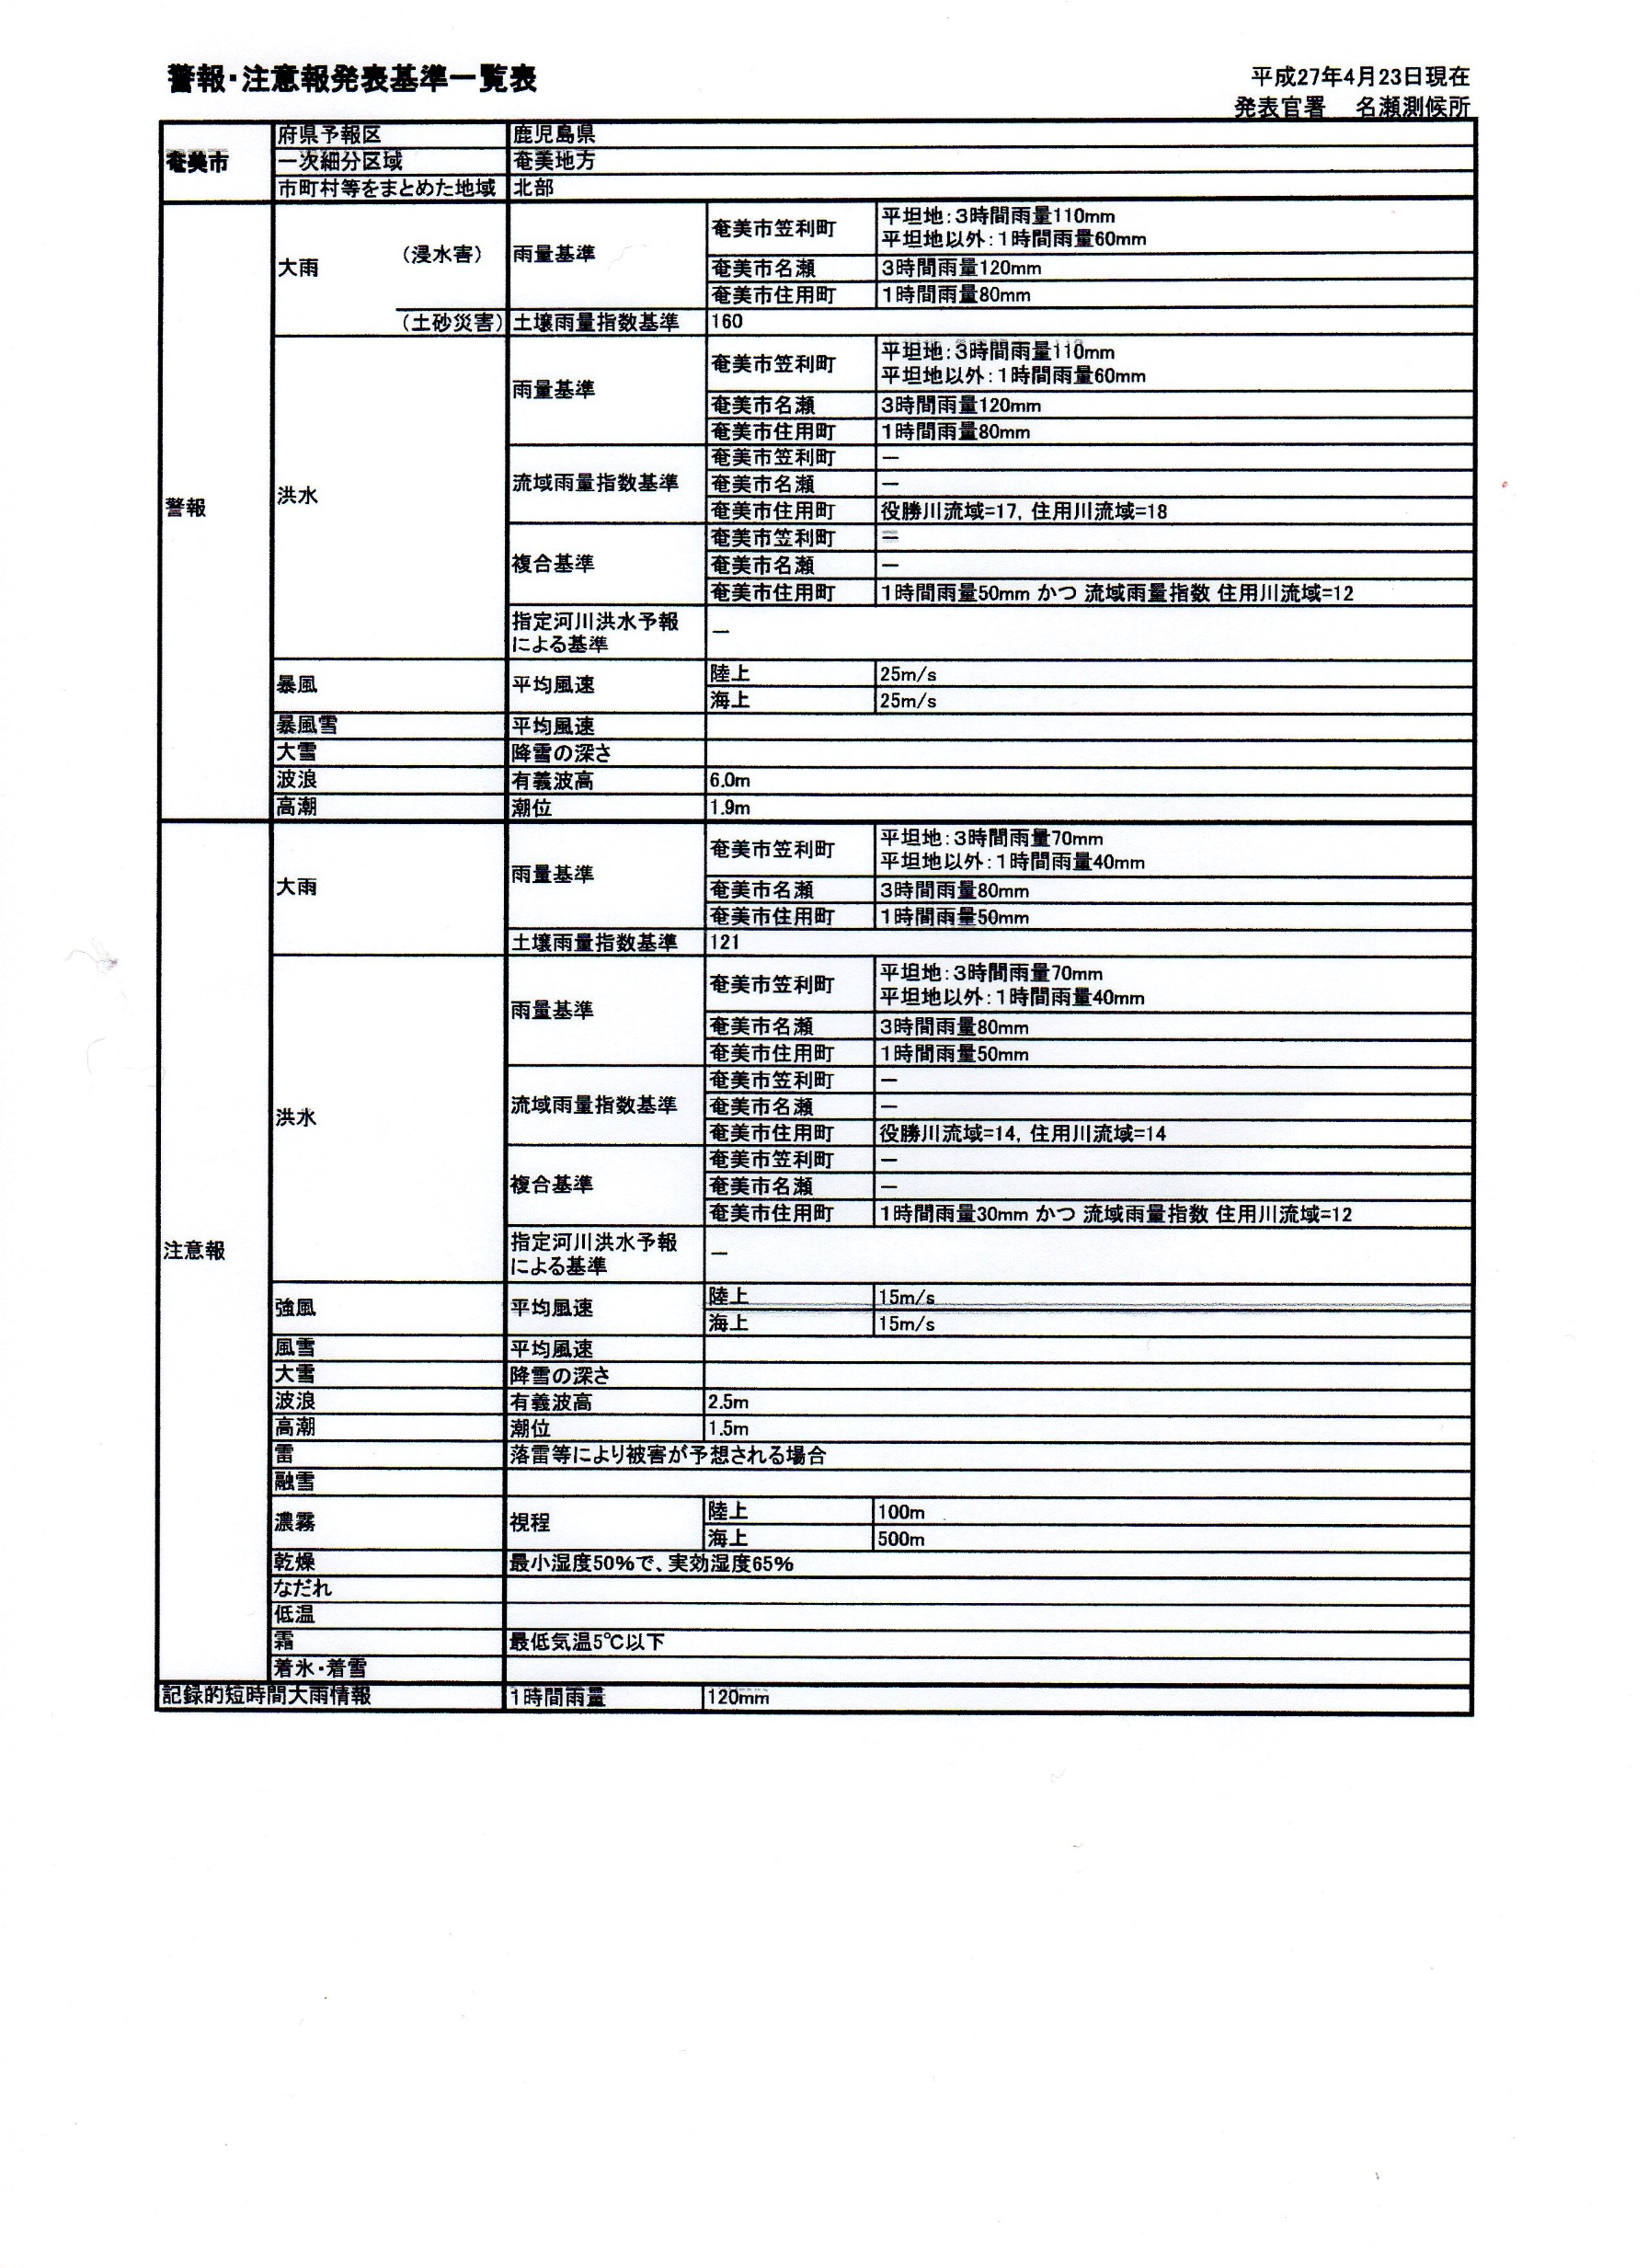 警報・注意報発表基準一覧表
平成27年4月23日現在
発表官署 名瀬測候所
奄美市
府県予報区 鹿児島県
一次細分区域 奄美地方
市町村等をまとめた地域 北部
警報
大雨 (浸水害) 雨量基準
奄美市笠利町 平坦地:3時間雨量110mm
平坦地以外:1時間雨量60mm
奄美市名瀬 3時間雨量120mm
奄美市住用町 1時間雨量80mm
(土砂災害) 土壌雨量指数基準 160
洪水
雨量基準
奄美市笠利町 平坦地:3時間雨量110mm
平坦地以外:1時間雨量60mm
奄美市名瀬 3時間雨量120mm
奄美市住用町 1時間雨量80mm
流域雨量指数基準
奄美市笠利町 ―
奄美市名瀬 ―
奄美市住用町 役勝川流域=17, 住用川流域=18
複合基準
奄美市笠利町 ―
奄美市名瀬 ―
奄美市住用町 1時間雨量50mm かつ 流域雨量指数 住用川流域=12
指定河川洪水予報
による基準 ―
暴風 平均風速
陸上 25m/s
海上 25m/s
暴風雪 平均風速
大雪 降雪の深さ
波浪 有義波高 6.0m
高潮 潮位 1.9m
注意報
大雨
雨量基準
奄美市笠利町 平坦地:3時間雨量70mm
平坦地以外:1時間雨量40mm
奄美市名瀬 3時間雨量80mm
奄美市住用町 1時間雨量50mm
土壌雨量指数基準 121
洪水
雨量基準
奄美市笠利町 平坦地:3時間雨量70mm
平坦地以外:1時間雨量40mm
奄美市名瀬 3時間雨量80mm
奄美市住用町 1時間雨量50mm
流域雨量指数基準
奄美市笠利町 ―
奄美市名瀬 ―
奄美市住用町 役勝川流域=14, 住用川流域=14
複合基準
奄美市笠利町 ―
奄美市名瀬 ―
奄美市住用町 1時間雨量30mm かつ 流域雨量指数 住用川流域=12
指定河川洪水予報
による基準 ―
強風 平均風速
陸上 15m/s
海上 15m/s
風雪 平均風速
大雪 降雪の深さ
波浪 有義波高 2.5m
高潮 潮位 1.5m
雷 落雷等により被害が予想される場合
融雪
濃霧 視程
陸上 100m
海上 500m
乾燥 最小湿度50%で、実効湿度65%
なだれ
低温
霜 最低気温5℃以下
着氷・着雪
記録的短時間大雨情報 1時間雨量 120mm